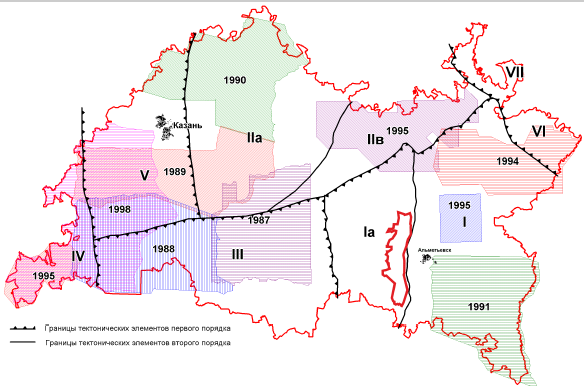 VII
1990
Казань
VI
IIа
1995
IIв
1994
1989
V
1995
1998
I
1987
Iа
1988
III
IV
Альметьевск
1995
1991
Границы тектонических элементов первого порядка
Границы тектонических элементов второго порядка